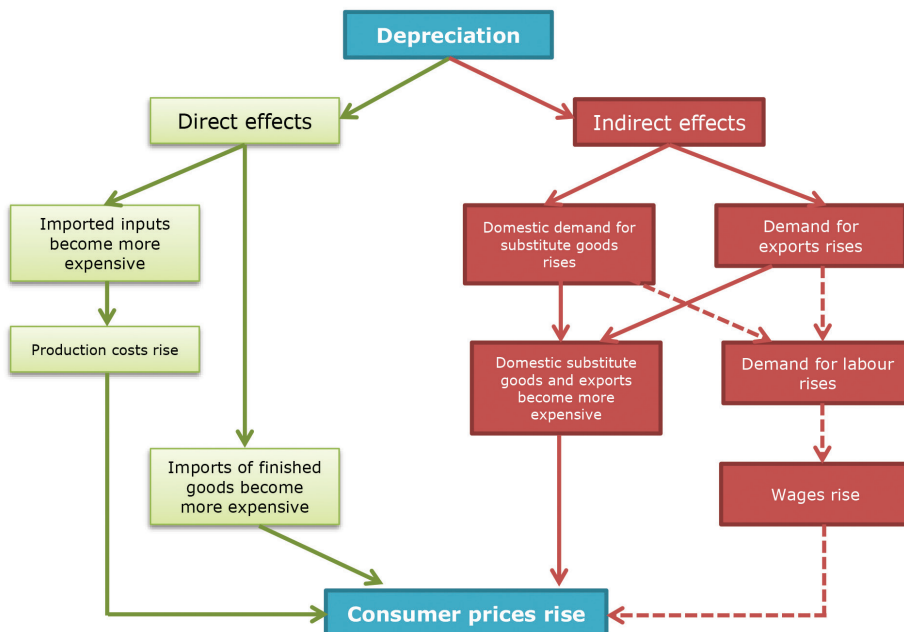 Depreciation
Direct effects
Indirect effects
Imported inputs
become more
expensive
Domestic demand for
substitute goods
rises
Demand for
exports rises
Production costs rise
Domestic substitute
goods and exports
become more
expensive
Demand for labour
rises
Imports of finished
goods become
more expensive
Wages rise
Consumer prices rise